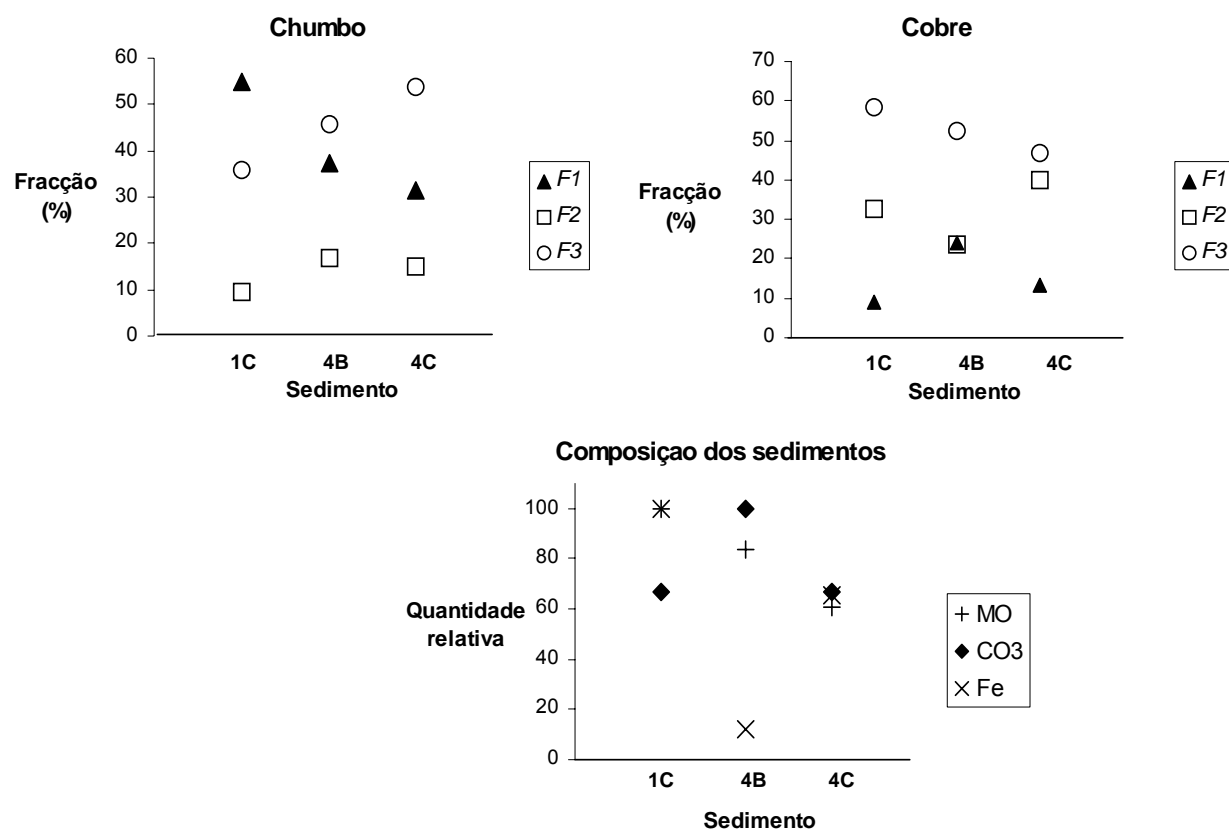 Chumbo
60
50
40
30
20
10
0
Fracção
(%)
1C 4B 4C
Sedimento
F1
F2
F3
Cobre
70
60
50
40
30
20
10
0
Fracção
(%)
1C 4B 4C
Sedimento
F1
F2
F3
Composiçao dos sedimentos
100
80
60
40
20
0
Quantidade
relativa
1C 4B 4C
Sedimento
MO
CO3
Fe